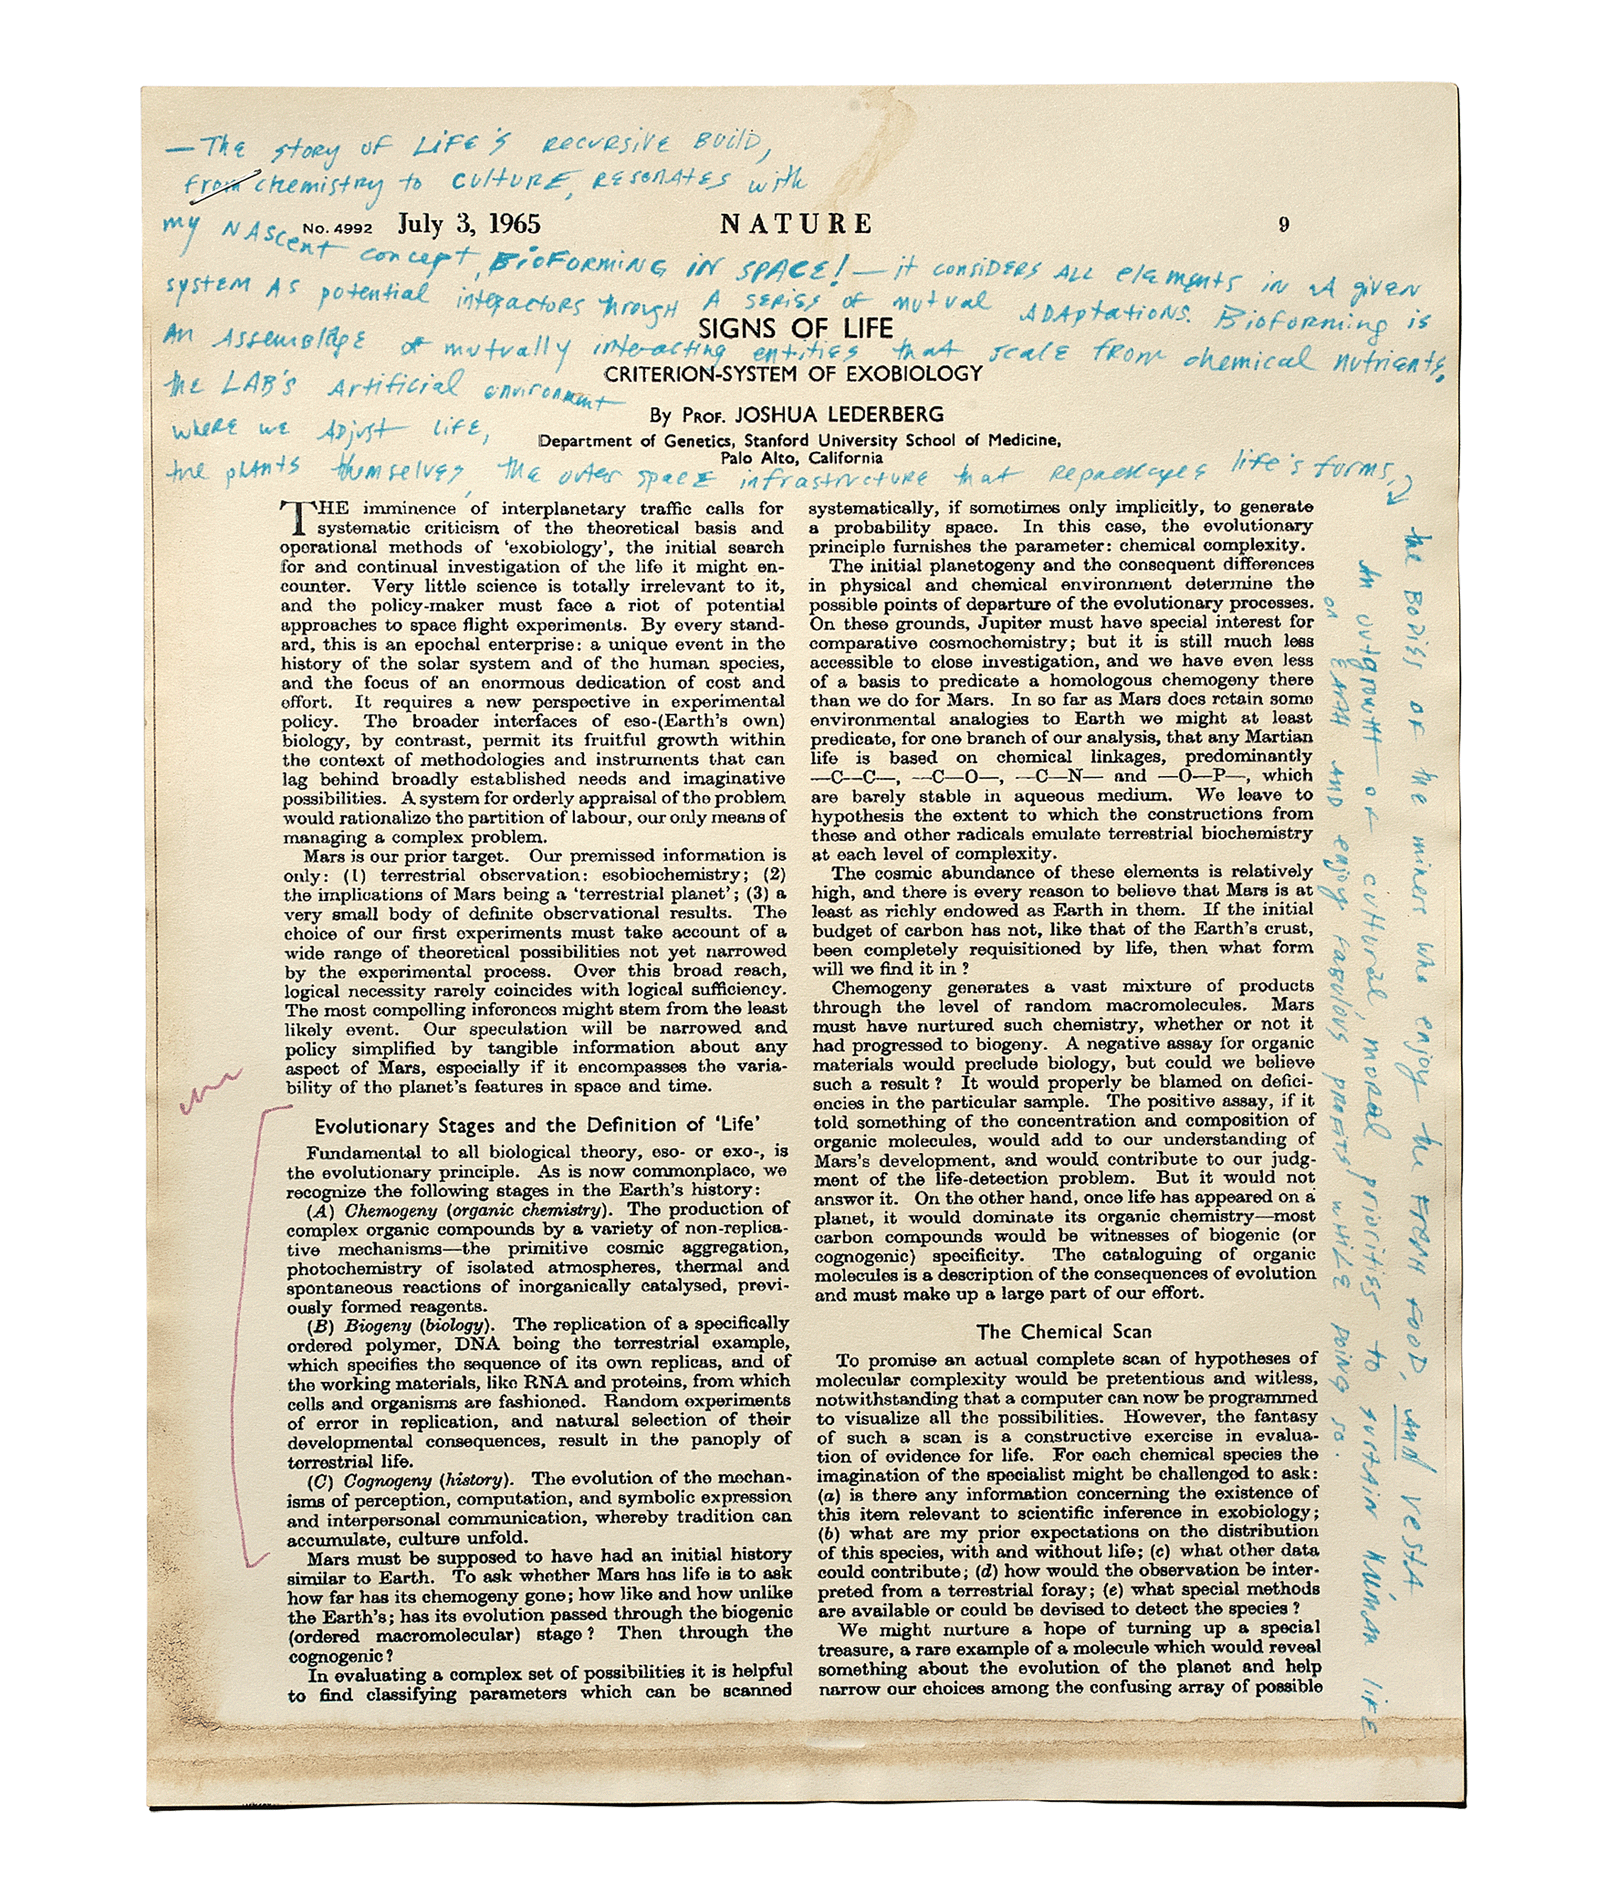 —The story of LIFE'S RECURSIVE BUILD,
from chemistry to CULTURE, RESONATES with
my NAscent concept, BIOFORMING IN SPACE! — it consIDERS ALL elements in A given
No. 4992 July 3, 1965 NATURE 9
system AS potential interactors through A SERIES of mutual ADAptations. Bioforming is
SIGNS OF LIFE
An Assemblage of mutually interacting entities that scale from chemical nutrients,
CRITERION-SYSTEM OF EXOBIOLOGY
the LAB'S Artificial environment
By Prof. JOSHUA LEDERBERG
where we Adjust life,
Department of Genetics, Stanford University School of Medicine,
Palo Alto, California
the plants themselves, the outer space infrastructure that repackages life's forms,
THE imminence of interplanetary traffic calls for
systematic criticism of the theoretical basis and
operational methods of 'exobiology', the initial search
for and continual investigation of the life it might en-
counter. Very little science is totally irrelevant to it,
and the policy-maker must face a riot of potential
approaches to space flight experiments. By every stand-
ard, this is an epochal enterprise: a unique event in the
history of the solar system and of the human species,
and the focus of an enormous dedication of cost and
effort. It requires a new perspective in experimental
policy. The broader interfaces of eso-(Earth's own)
biology, by contrast, permit its fruitful growth within
the context of methodologies and instruments that can
lag behind broadly established needs and imaginative
possibilities. A system for orderly appraisal of the problem
would rationalize the partition of labour, our only means of
managing a complex problem.
Mars is our prior target. Our premissed information is
only: (1) terrestrial observation: esobiochemistry; (2)
the implications of Mars being a 'terrestrial planet'; (3) a
very small body of definite observational results. The
choice of our first experiments must take account of a
wide range of theoretical possibilities not yet narrowed
by the experimental process. Over this broad reach,
logical necessity rarely coincides with logical sufficiency.
The most compelling inferences might stem from the least
likely event. Our speculation will be narrowed and
policy simplified by tangible information about any
aspect of Mars, especially if it encompasses the varia-
bility of the planet's features in space and time.
Evolutionary Stages and the Definition of 'Life'
Fundamental to all biological theory, eso- or exo-, is
the evolutionary principle. As is now commonplace, we
recognize the following stages in the Earth's history:
(A) Chemogeny (organic chemistry). The production of
complex organic compounds by a variety of non-replica-
tive mechanisms—the primitive cosmic aggregation,
photochemistry of isolated atmospheres, thermal and
spontaneous reactions of inorganically catalysed, previ-
ously formed reagents.
(B) Biogeny (biology). The replication of a specifically
ordered polymer, DNA being the terrestrial example,
which specifies the sequence of its own replicas, and of
the working materials, like RNA and proteins, from which
cells and organisms are fashioned. Random experiments
of error in replication, and natural selection of their
developmental consequences, result in the panoply of
terrestrial life.
(C) Cognogeny (history). The evolution of the mechan-
isms of perception, computation, and symbolic expression
and interpersonal communication, whereby tradition can
accumulate, culture unfold.
Mars must be supposed to have had an initial history
similar to Earth. To ask whether Mars has life is to ask
how far has its chemogeny gone; how like and how unlike
the Earth's; has its evolution passed through the biogenic
(ordered macromolecular) stage? Then through the
cognogenic?
In evaluating a complex set of possibilities it is helpful
to find classifying parameters which can be scanned
systematically, if sometimes only implicitly, to generate
a probability space. In this case, the evolutionary
principle furnishes the parameter: chemical complexity.
The initial planetogeny and the consequent differences
in physical and chemical environment determine the
possible points of departure of the evolutionary processes.
On these grounds, Jupiter must have special interest for
comparative cosmochemistry; but it is still much less
accessible to close investigation, and we have even less
of a basis to predicate a homologous chemogeny there
than we do for Mars. In so far as Mars does retain some
environmental analogies to Earth we might at least
predicate, for one branch of our analysis, that any Martian
life is based on chemical linkages, predominantly
—C—C—, —C—O—, —C—N— and —O—P—, which
are barely stable in aqueous medium. We leave to
hypothesis the extent to which the constructions from
these and other radicals emulate terrestrial biochemistry
at each level of complexity.
The cosmic abundance of these elements is relatively
high, and there is every reason to believe that Mars is at
least as richly endowed as Earth in them. If the initial
budget of carbon has not, like that of the Earth's crust,
been completely requisitioned by life, then what form
will we find it in?
Chemogeny generates a vast mixture of products
through the level of random macromolecules. Mars
must have nurtured such chemistry, whether or not it
had progressed to biogeny. A negative assay for organic
materials would preclude biology, but could we believe
such a result? It would properly be blamed on defici-
encies in the particular sample. The positive assay, if it
told something of the concentration and composition of
organic molecules, would add to our understanding of
Mars's development, and would contribute to our judg-
ment of the life-detection problem. But it would not
answer it. On the other hand, once life has appeared on a
planet, it would dominate its organic chemistry—most
carbon compounds would be witnesses of biogenic (or
cognogenic) specificity. The cataloguing of organic
molecules is a description of the consequences of evolution
and must make up a large part of our effort.
The Chemical Scan
To promise an actual complete scan of hypotheses of
molecular complexity would be pretentious and witless,
notwithstanding that a computer can now be programmed
to visualize all the possibilities. However, the fantasy
of such a scan is a constructive exercise in evalua-
tion of evidence for life. For each chemical species the
imagination of the specialist might be challenged to ask:
(a) is there any information concerning the existence of
this item relevant to scientific inference in exobiology;
(b) what are my prior expectations on the distribution
of this species, with and without life; (c) what other data
could contribute; (d) how would the observation be inter-
preted from a terrestrial foray; (e) what special methods
are available or could be devised to detect the species?
We might nurture a hope of turning up a special
treasure, a rare example of a molecule which would reveal
something about the evolution of the planet and help
narrow our choices among the confusing array of possible
the BODIES of the miners who enjoy the FRESH FOOD, AND VESTA
An outgrowth of cultural, moral priorities to sustain human LIFE
on EARTH AND enjoy fabulous profits WHILE DOING so.